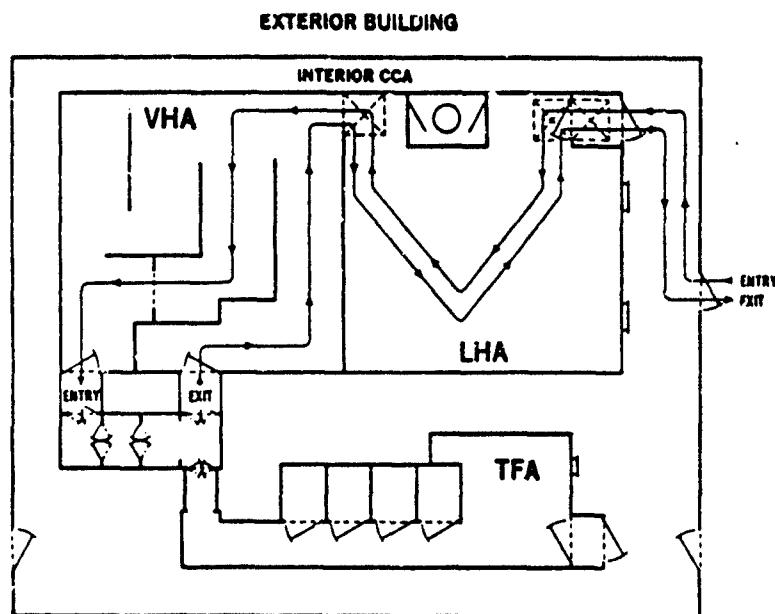 EXTERIOR BUILDING
INTERIOR CCA
VHA
ENTRY
EXIT
LHA
ENTRY
EXIT
TFA